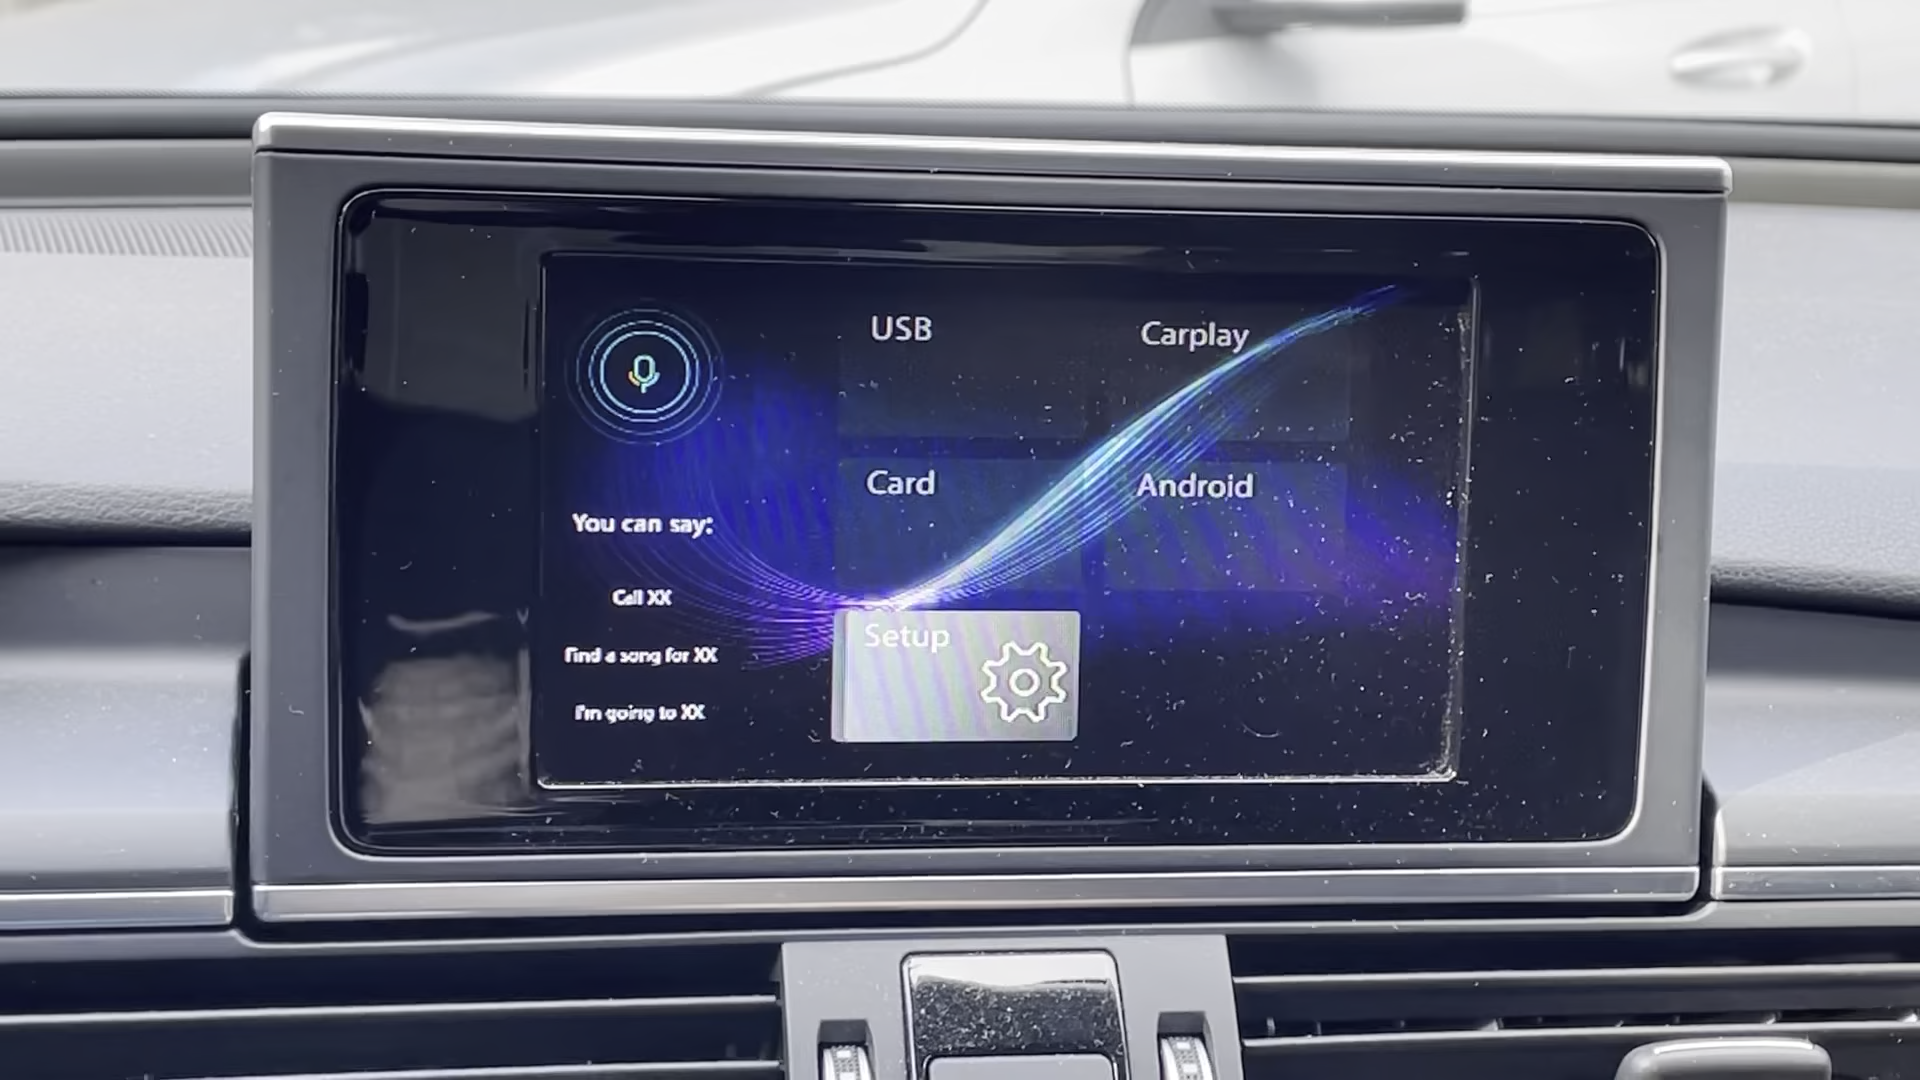 USB
Carplay
Card
Android
You can say:
Call XX
Find a song for XX
I'm going to XX
Setup